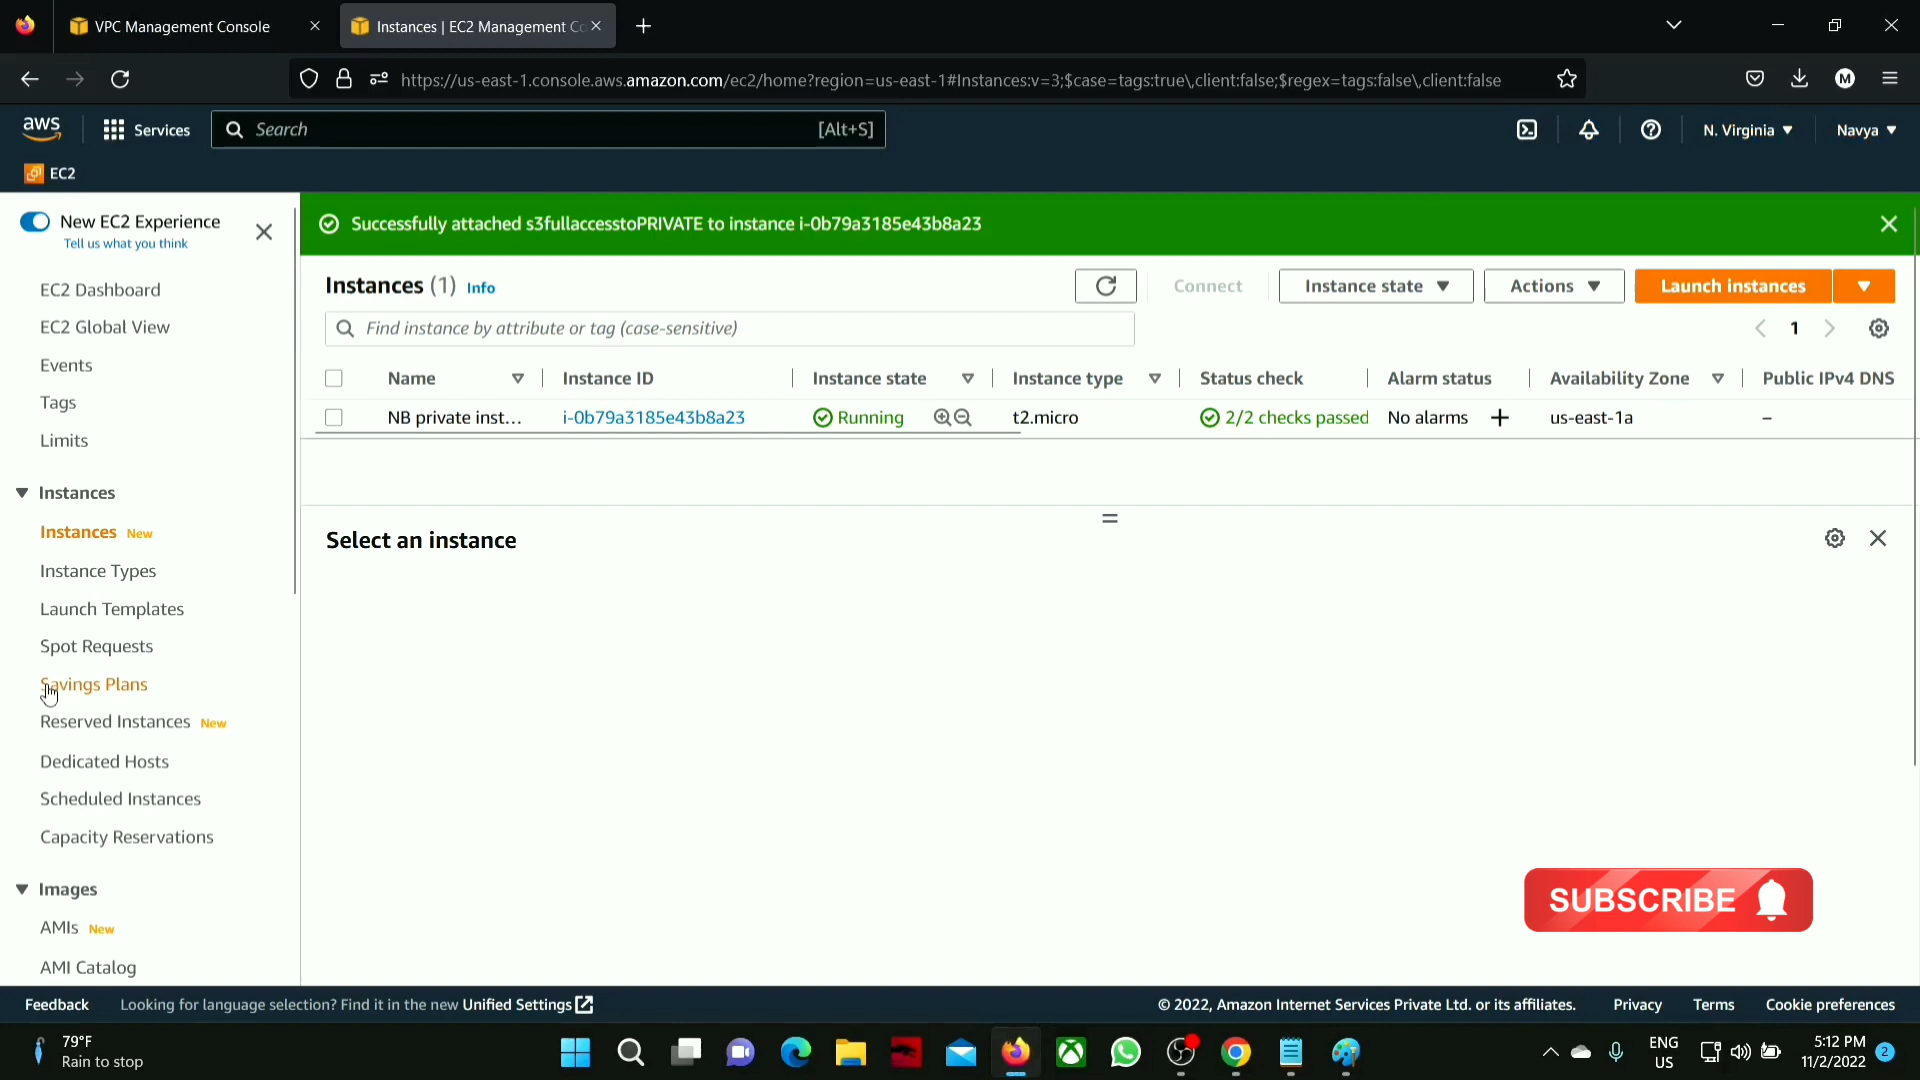 VPC Management Console
Instances | EC2 Management Co
https://us-east-1.console.aws.amazon.com/ec2/home?region=us-east-1#Instances:v=3;$case=tags:true\,client:false;$regex=tags:false\,client:false
M
aws
Services
Search
[Alt+S]
N. Virginia
Navya
EC2
New EC2 Experience
Tell us what you think
Successfully attached s3fullaccesstoPRIVATE to instance i-0b79a3185e43b8a23
Instances (1) Info
Connect
Instance state
Actions
Launch instances
Find instance by attribute or tag (case-sensitive)
1
Name
Instance ID
Instance state
Instance type
Status check
Alarm status
Availability Zone
Public IPv4 DNS
NB private inst...
i-0b79a3185e43b8a23
Running
t2.micro
2/2 checks passed
No alarms
us-east-1a
–
Select an instance
EC2 Dashboard
EC2 Global View
Events
Tags
Limits
Instances
Instances New
Instance Types
Launch Templates
Spot Requests
Savings Plans
Reserved Instances New
Dedicated Hosts
Scheduled Instances
Capacity Reservations
Images
AMIs New
AMI Catalog
SUBSCRIBE
Feedback
Looking for language selection? Find it in the new Unified Settings
© 2022, Amazon Internet Services Private Ltd. or its affiliates.
Privacy
Terms
Cookie preferences
79°F
Rain to stop
ENG
US
5:12 PM
11/2/2022
2